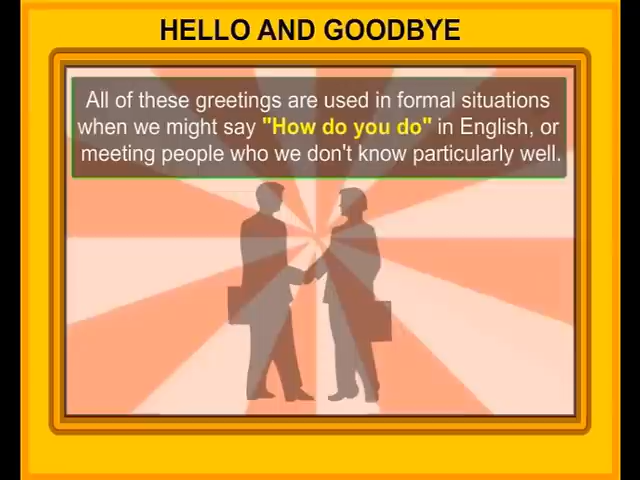 HELLO AND GOODBYE
All of these greetings are used in formal situations
when we might say "How do you do" in English, or
meeting people who we don't know particularly well.